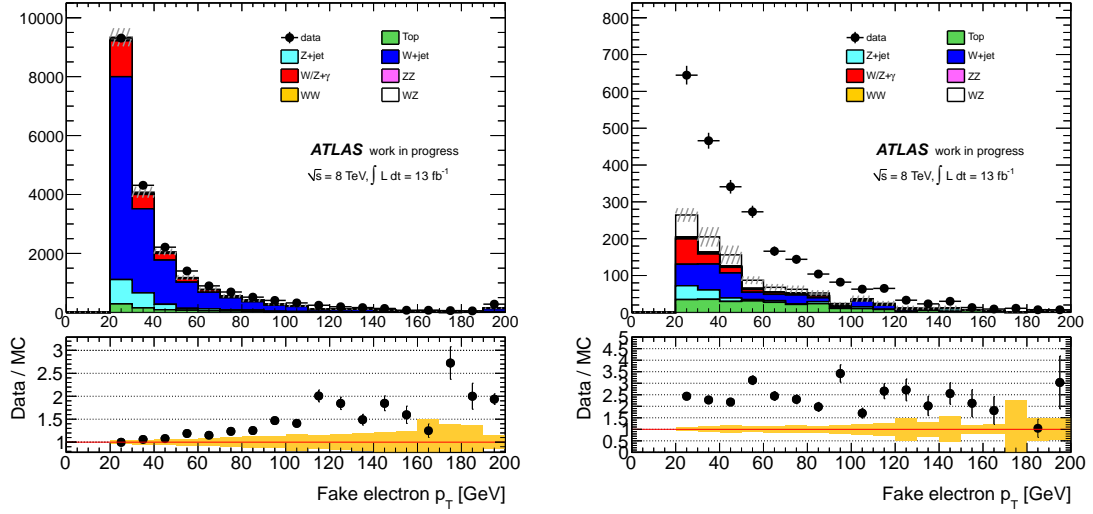 10000
8000
6000
4000
2000
0
data
Top
Z+jet
W+jet
W/Z+γ
ZZ
WW
WZ
ATLAS work in progress
√s = 8 TeV, ∫ L dt = 13 fb⁻¹
0 20 40 60 80 100 120 140 160 180 200
Data / MC
3
2.5
2
1.5
1
0 20 40 60 80 100 120 140 160 180 200
Fake electron p_T [GeV]
800
700
600
500
400
300
200
100
0
data
Top
Z+jet
W+jet
W/Z+γ
ZZ
WW
WZ
ATLAS work in progress
√s = 8 TeV, ∫ L dt = 13 fb⁻¹
0 20 40 60 80 100 120 140 160 180 200
Data / MC
5
4.5
4
3.5
3
2.5
2
1.5
1
0.5
0
0 20 40 60 80 100 120 140 160 180 200
Fake electron p_T [GeV]